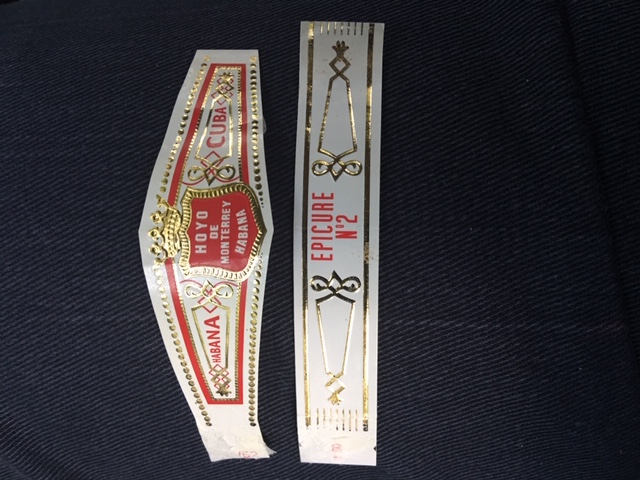 CUBA
HOYO
DE
MONTERREY
HABANA
HABANA
EPICURE
Nº2